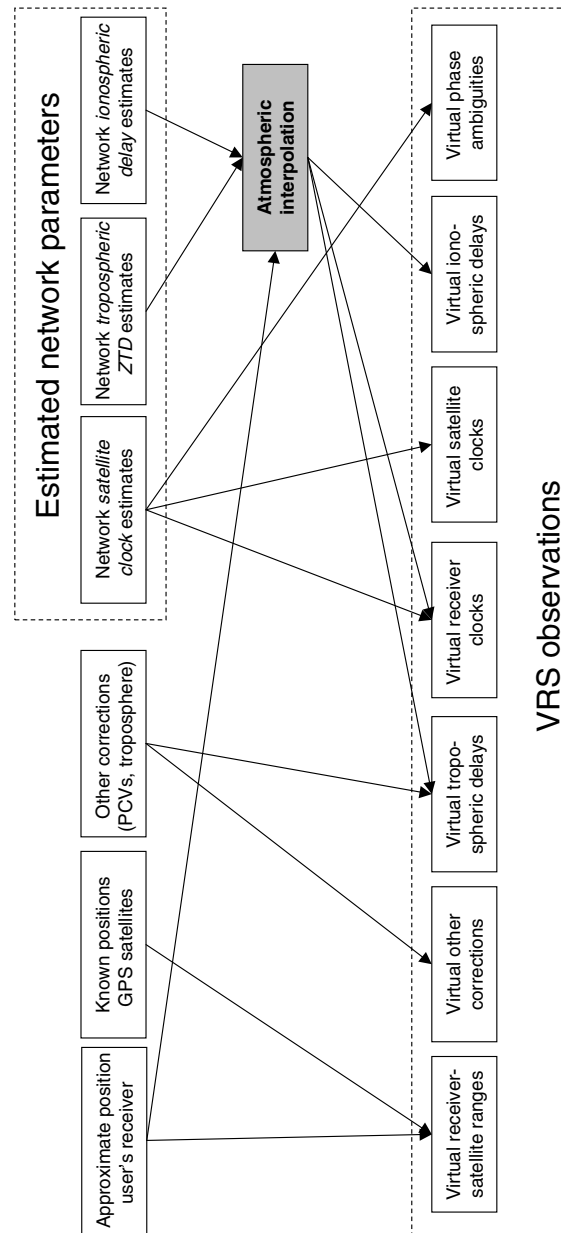 Estimated network parameters
Approximate position
user's receiver
Known positions
GPS satellites
Other corrections
(PCVs, troposphere)
Network satellite
clock estimates
Network tropospheric
ZTD estimates
Network ionospheric
delay estimates
Atmospheric
interpolation
Virtual receiver-
satellite ranges
Virtual other
corrections
Virtual tropo-
spheric delays
Virtual receiver
clocks
Virtual satellite
clocks
Virtual iono-
spheric delays
Virtual phase
ambiguities
VRS observations